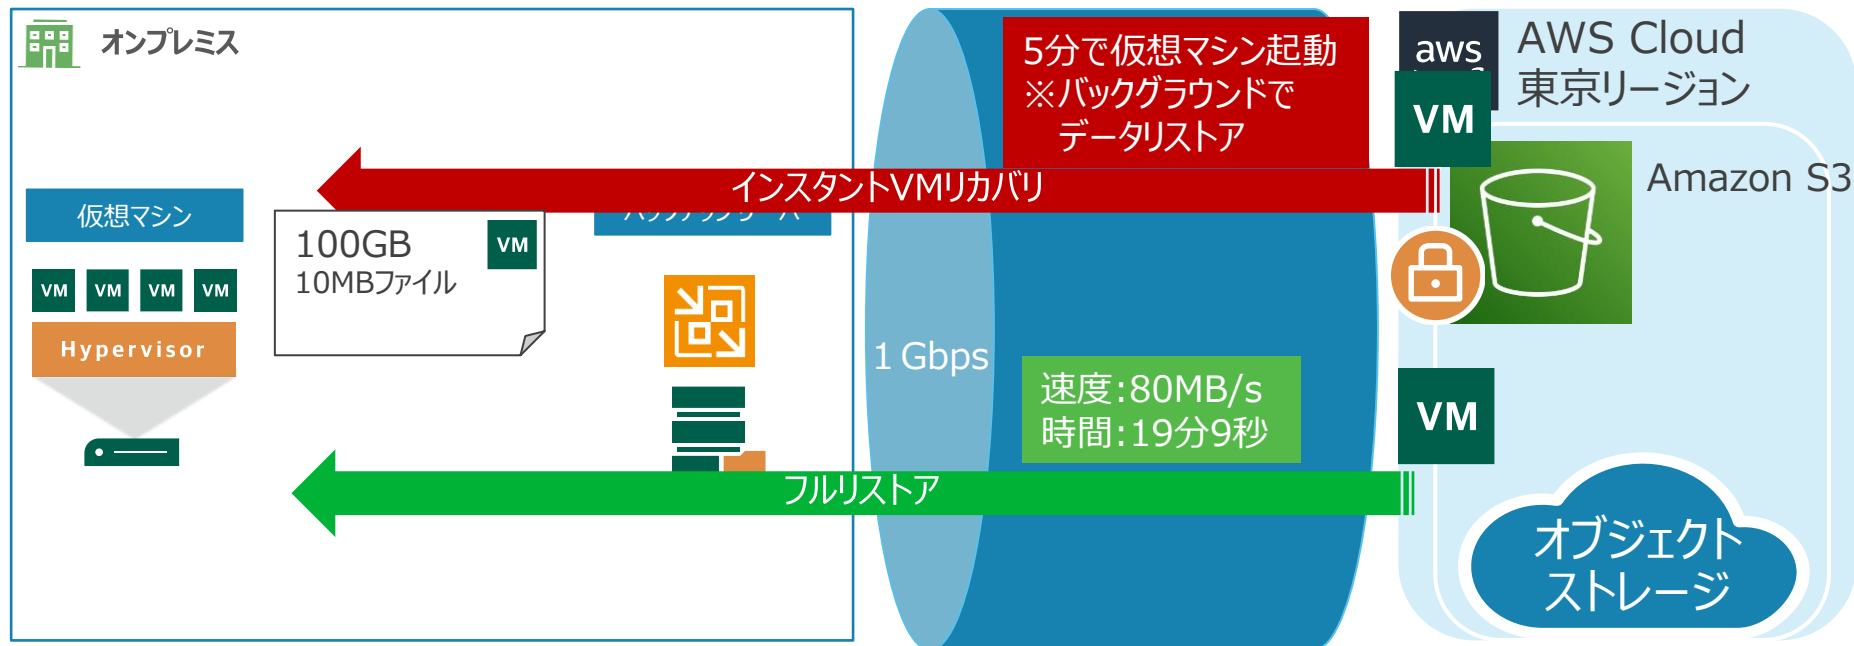 オンプレミス
5分で仮想マシン起動
※バックグラウンドで
データリストア
aws
AWS Cloud
東京リージョン
VM
インスタントVMリカバリ
Amazon S3
仮想マシン
100GB
10MBファイル
VM
VM
VM
VM
VM
Hypervisor
1 Gbps
速度:80MB/s
時間:19分9秒
VM
フルリストア
オブジェクト
ストレージ